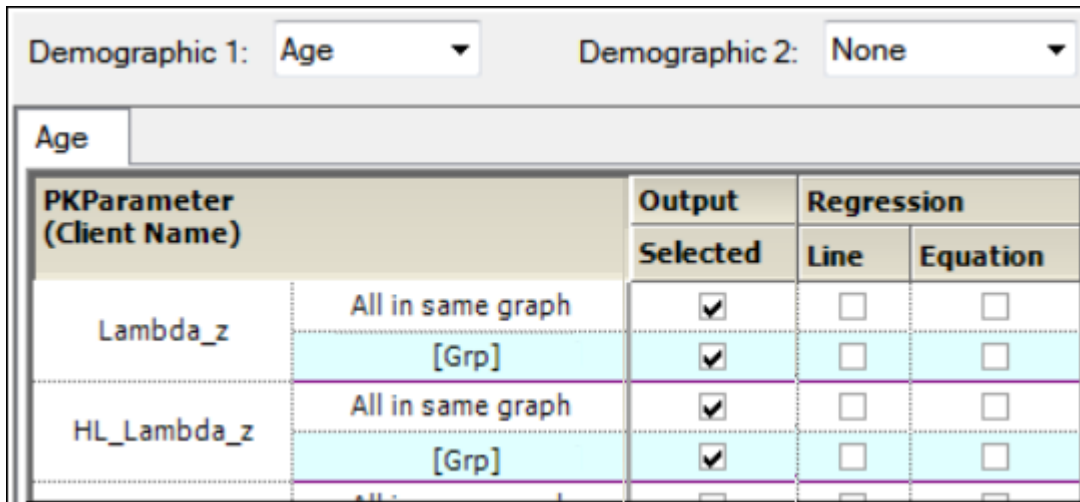 Demographic 1: Age Demographic 2: None
Age
PKParameter (Client Name) Output Regression
Selected Line Equation
Lambda_z All in same graph
[Grp]
HL_Lambda_z All in same graph
[Grp]